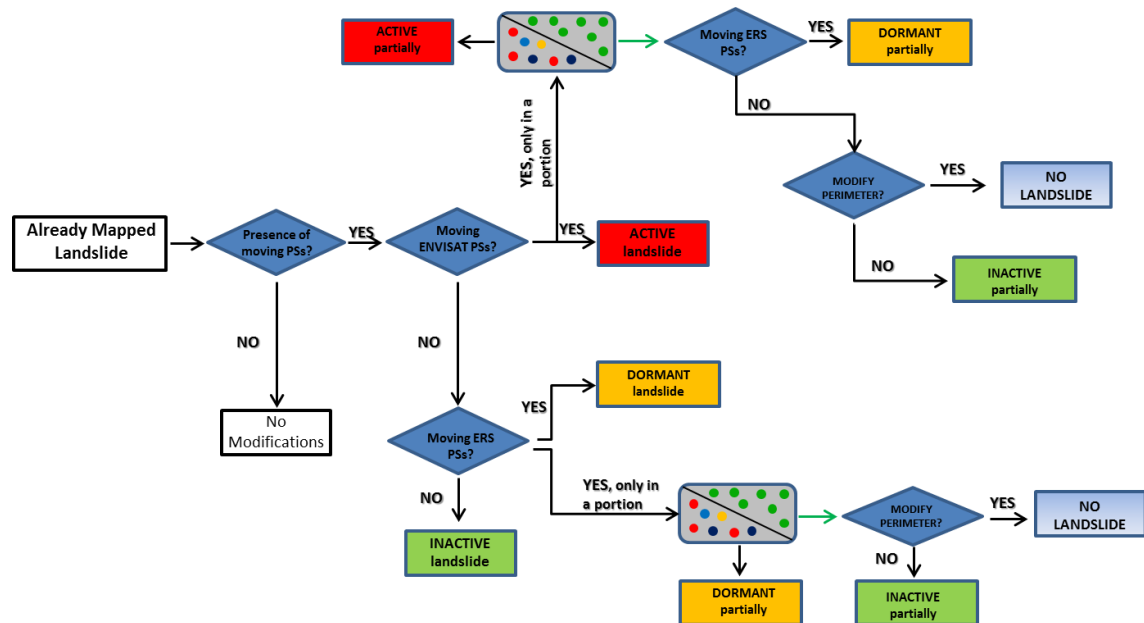 ACTIVE
partially
Moving ERS
PSs?
YES
DORMANT
partially
NO
YES, only in a
portion
MODIFY
PERIMETER?
YES
NO
LANDSLIDE
Already Mapped
Landslide
Presence of
moving PSs?
YES
Moving
ENVISAT PSs?
YES
ACTIVE
landslide
NO
INACTIVE
partially
NO
NO
DORMANT
landslide
YES
No
Modifications
Moving ERS
PSs?
YES, only in
a portion
NO
MODIFY
PERIMETER?
YES
NO
LANDSLIDE
INACTIVE
landslide
NO
DORMANT
partially
INACTIVE
partially